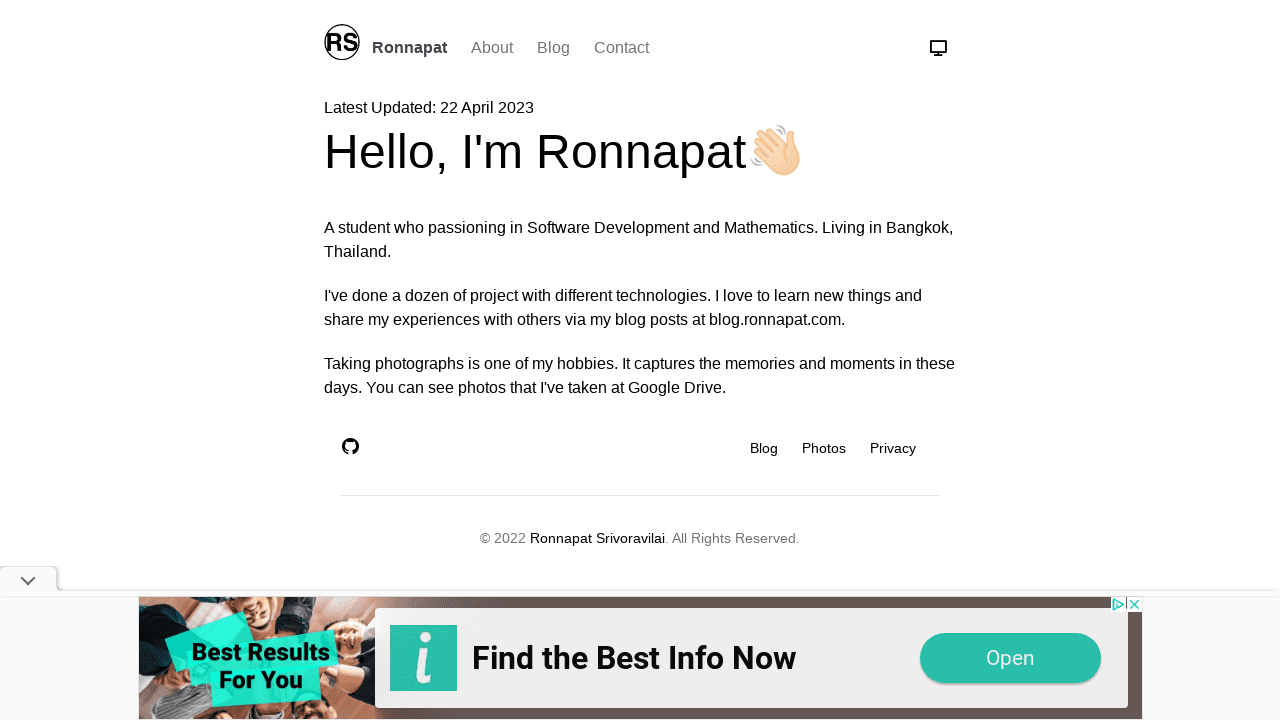 RS Ronnapat About Blog Contact
Latest Updated: 22 April 2023
Hello, I'm Ronnapat👋🏻
A student who passioning in Software Development and Mathematics. Living in Bangkok,
Thailand.
I've done a dozen of project with different technologies. I love to learn new things and
share my experiences with others via my blog posts at blog.ronnapat.com.
Taking photographs is one of my hobbies. It captures the memories and moments in these
days. You can see photos that I've taken at Google Drive.
Blog Photos Privacy
© 2022 Ronnapat Srivoravilai. All Rights Reserved.
Best Results
For You
i
Find the Best Info Now
Open